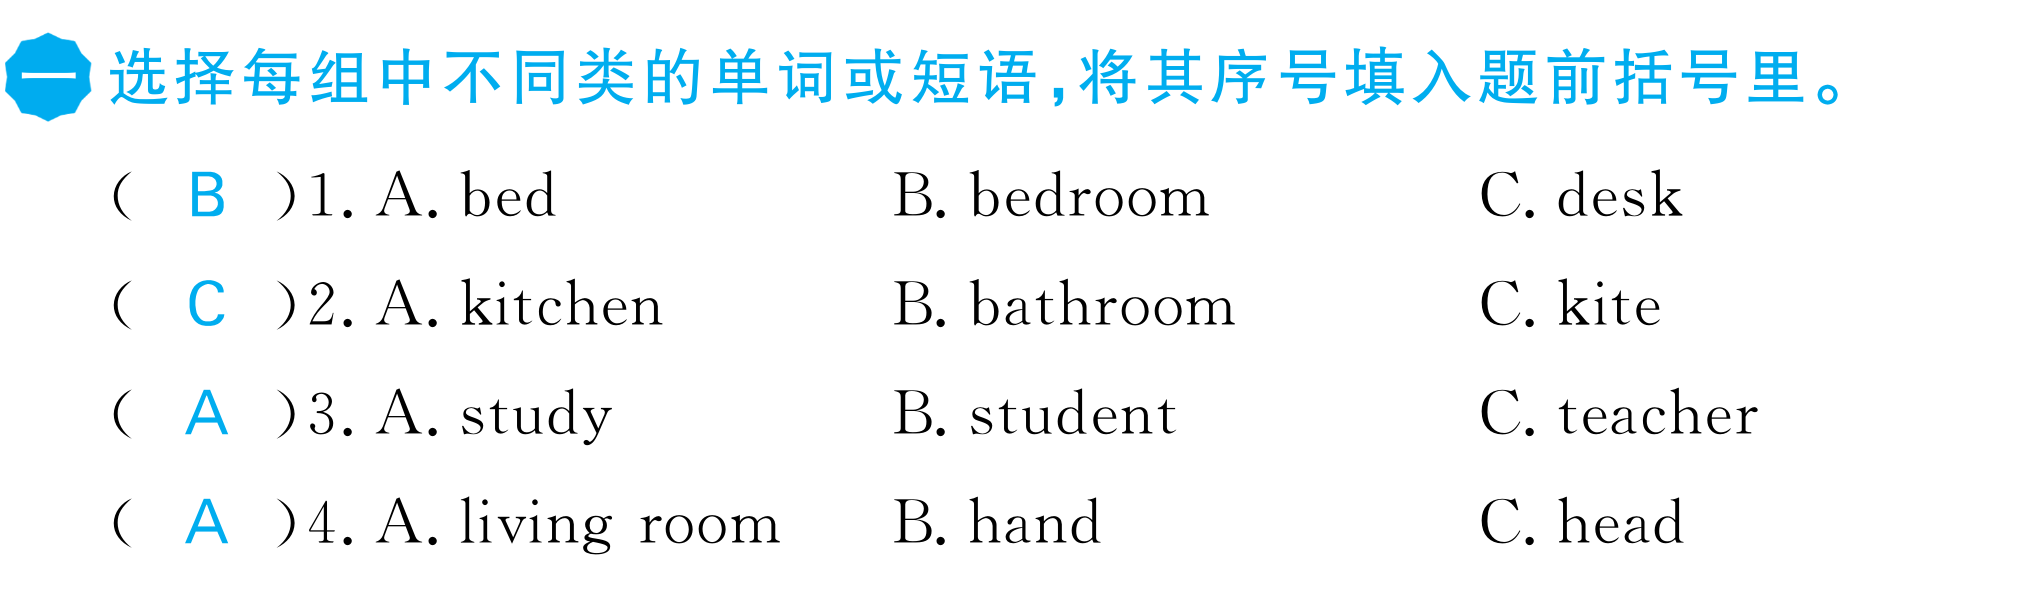 一 选择每组中不同类的单词或短语,将其序号填入题前括号里。
( B )1. A. bed B. bedroom C. desk
( C )2. A. kitchen B. bathroom C. kite
( A )3. A. study B. student C. teacher
( A )4. A. living room B. hand C. head